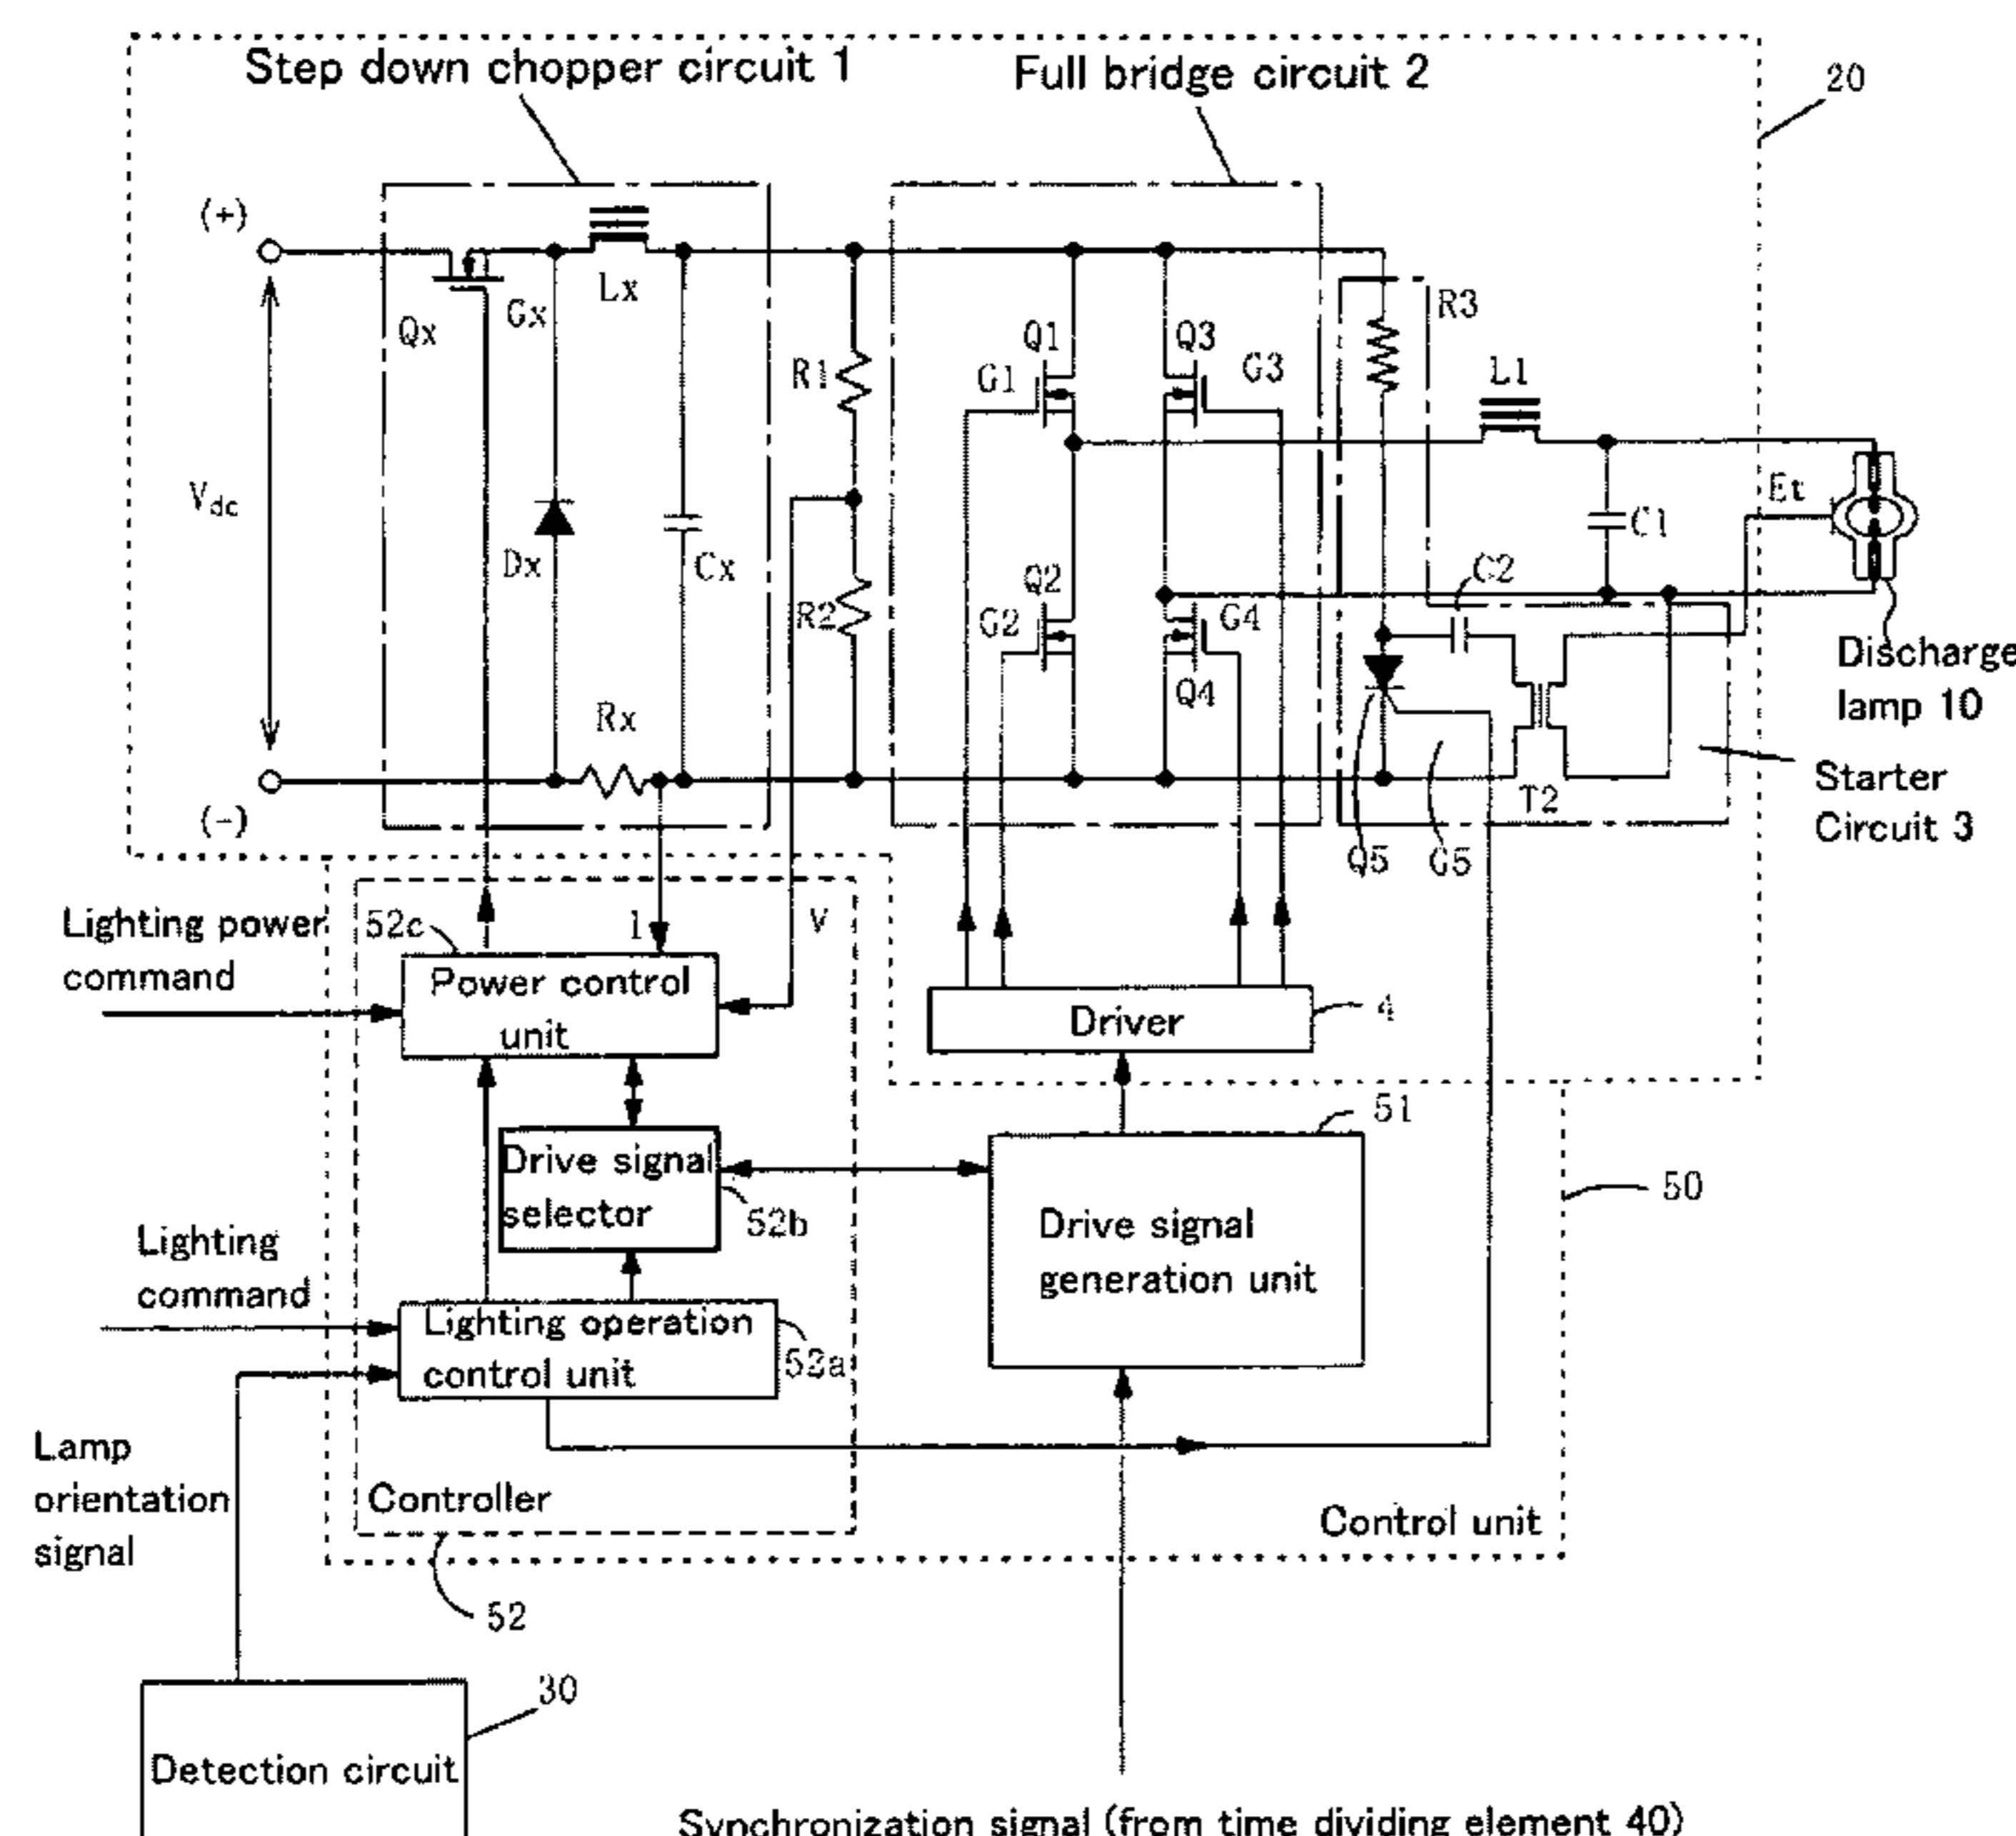 Step down chopper circuit 1
Full bridge circuit 2
20
(+)
Qx
Gx
Lx
Vdc
Dx
Cx
Rx
(-)
R1
R2
Q1
G1
Q3
G3
Q2
G2
G4
Q4
R3
L1
Et
C1
C2
T2
Q5
G5
Discharge
lamp 10
Starter
Circuit 3
Lighting power
command
52c
I
V
Power control
unit
Driver
4
Drive signal
selector
52b
51
Drive signal
generation unit
50
Lighting
command
Lighting operation
control unit
52a
Lamp
orientation
signal
Controller
Control unit
52
30
Detection circuit
Synchronization signal (from time dividing element 40)